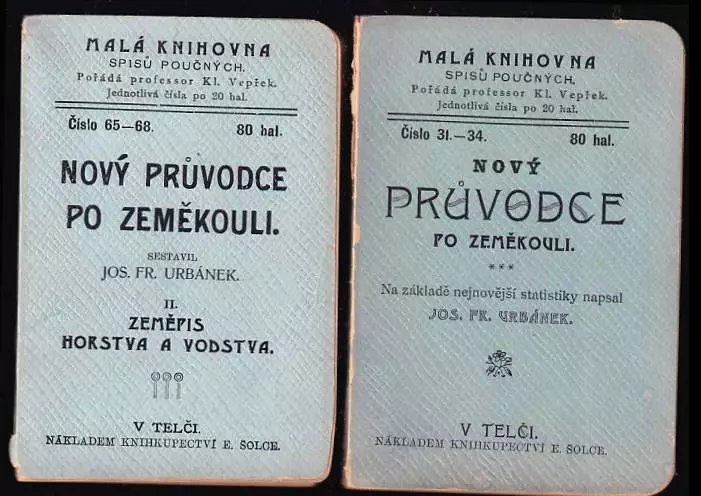 MALÁ KNIHOVNA
SPISŮ POUČNÝCH.
Pořádá professor Kl. Vepřek.
Jednotlivá čísla po 20 hal.
Číslo 65—68. 80 hal.
NOVÝ PRŮVODCE
PO ZEMĚKOULI.
SESTAVIL
JOS. FR. URBÁNEK.
II.
ZEMĚPIS
HORSTVA A VODSTVA.
V TELČI.
NÁKLADEM KNIHKUPECTVÍ E. ŠOLCE.
MALÁ KNIHOVNA
SPISŮ POUČNÝCH.
Pořádá professor Kl. Vepřek.
Jednotlivá čísla po 20 hal.
Číslo 31.—34. 80 hal.
NOVÝ
PRŮVODCE
PO ZEMĚKOULI.
* * *
Na základě nejnovější statistiky napsal
JOS. FR. URBÁNEK.
V TELČI.
NÁKLADEM KNIHKUPECTVÍ E. ŠOLCE.